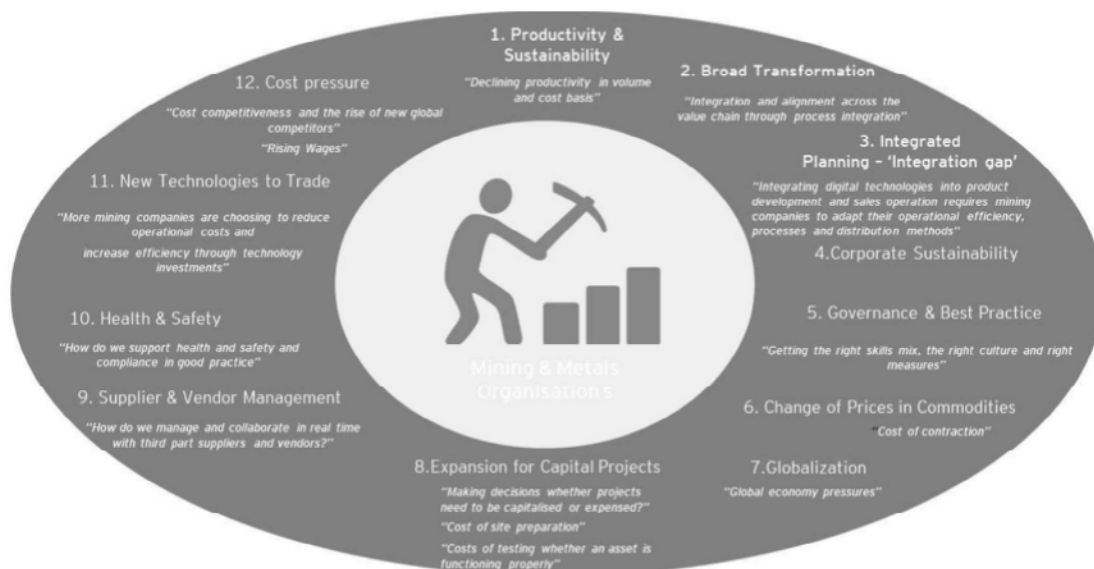 1. Productivity &
Sustainability
"Declining productivity in volume
and cost basis"
2. Broad Transformation
"Integration and alignment across the
value chain through process integration"
3. Integrated
Planning – 'Integration gap'
"Integrating digital technologies into product
development and sales operation requires mining
companies to adapt their operational efficiency,
processes and distribution methods"
4.Corporate Sustainability
5. Governance & Best Practice
"Getting the right skills mix, the right culture and right
measures"
6. Change of Prices in Commodities
"Cost of contraction"
7.Globalization
"Global economy pressures"
8.Expansion for Capital Projects
"Making decisions whether projects
need to be capitalised or expensed?"
"Cost of site preparation"
"Costs of testing whether an asset is
functioning properly"
9. Supplier & Vendor Management
"How do we manage and collaborate in real time
with third part suppliers and vendors?"
10. Health & Safety
"How do we support health and safety and
compliance in good practice"
11. New Technologies to Trade
"More mining companies are choosing to reduce
operational costs and
increase efficiency through technology
investments"
12. Cost pressure
"Cost competitiveness and the rise of new global
competitors"
"Rising Wages"
Mining & Metals
Organisation's